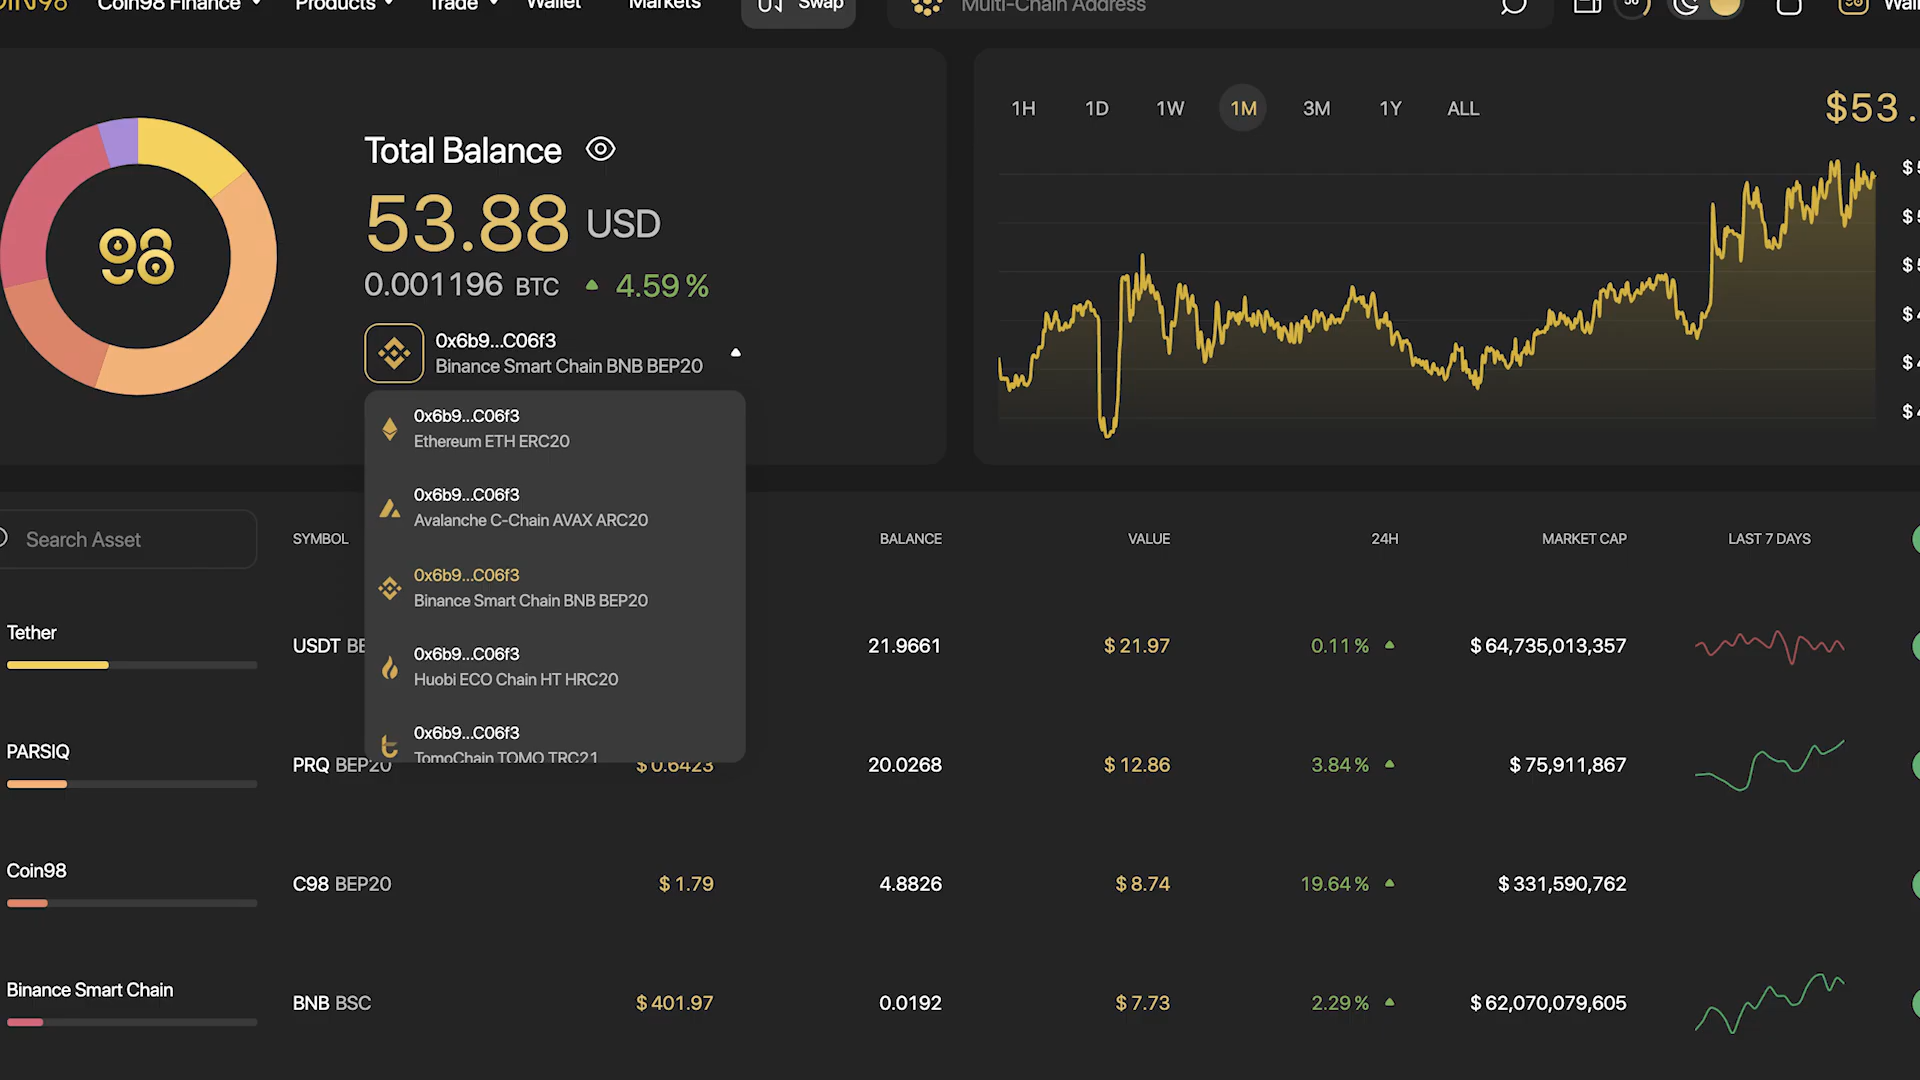 Coin98 Finance
Products
Trade
Wallet
Markets
Swap
Multi-Chain Address
Total Balance
53.88 USD
0.001196 BTC 4.59 %
0x6b9...C06f3
Binance Smart Chain BNB BEP20
0x6b9...C06f3
Ethereum ETH ERC20
0x6b9...C06f3
Avalanche C-Chain AVAX ARC20
0x6b9...C06f3
Binance Smart Chain BNB BEP20
0x6b9...C06f3
Huobi ECO Chain HT HRC20
0x6b9...C06f3
TomoChain TOMO TRC21
1H 1D 1W 1M 3M 1Y ALL
$53.
Search Asset SYMBOL BALANCE VALUE 24H MARKET CAP LAST 7 DAYS
Tether
USDT 21.9661 $ 21.97 0.11 % $ 64,735,013,357
PARSIQ
PRQ BEP20 $ 0.6423 20.0268 $ 12.86 3.84 % $ 75,911,867
Coin98
C98 BEP20 $ 1.79 4.8826 $ 8.74 19.64 % $ 331,590,762
Binance Smart Chain
BNB BSC $ 401.97 0.0192 $ 7.73 2.29 % $ 62,070,079,605